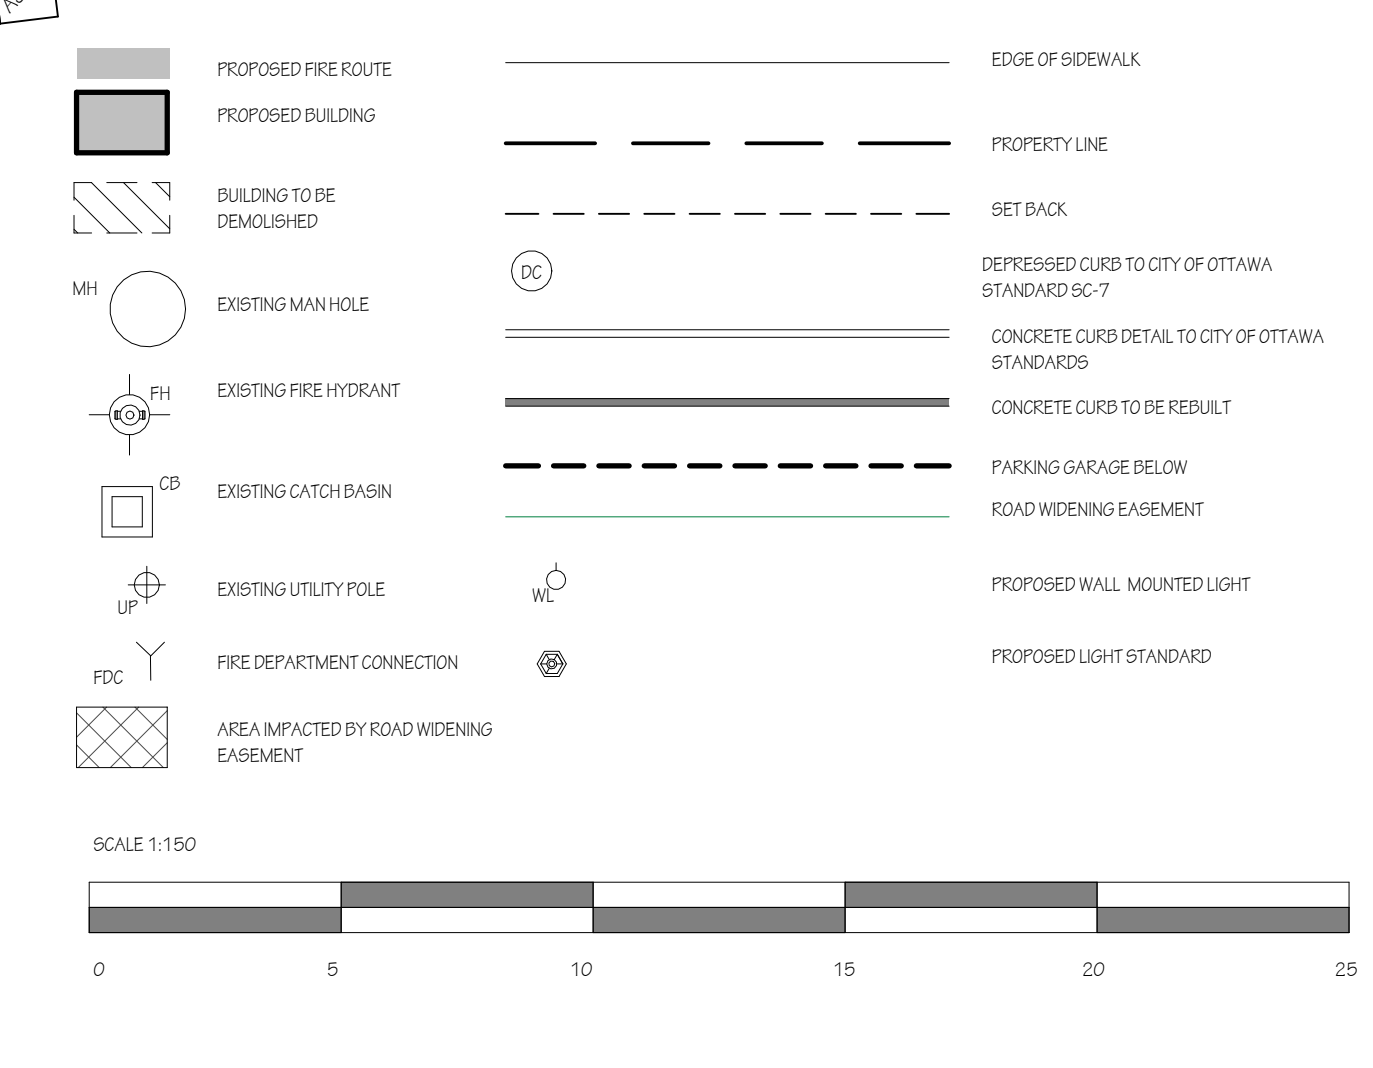 PROPOSED FIRE ROUTE
PROPOSED BUILDING
BUILDING TO BE
DEMOLISHED
MH
EXISTING MAN HOLE
FH
EXISTING FIRE HYDRANT
CB
EXISTING CATCH BASIN
UP
EXISTING UTILITY POLE
FDC
FIRE DEPARTMENT CONNECTION
AREA IMPACTED BY ROAD WIDENING
EASEMENT
EDGE OF SIDEWALK
PROPERTY LINE
SET BACK
DC
DEPRESSED CURB TO CITY OF OTTAWA
STANDARD SC-7
CONCRETE CURB DETAIL TO CITY OF OTTAWA
STANDARDS
CONCRETE CURB TO BE REBUILT
PARKING GARAGE BELOW
ROAD WIDENING EASEMENT
WL
PROPOSED WALL MOUNTED LIGHT
PROPOSED LIGHT STANDARD
SCALE 1:150
0 5 10 15 20 25